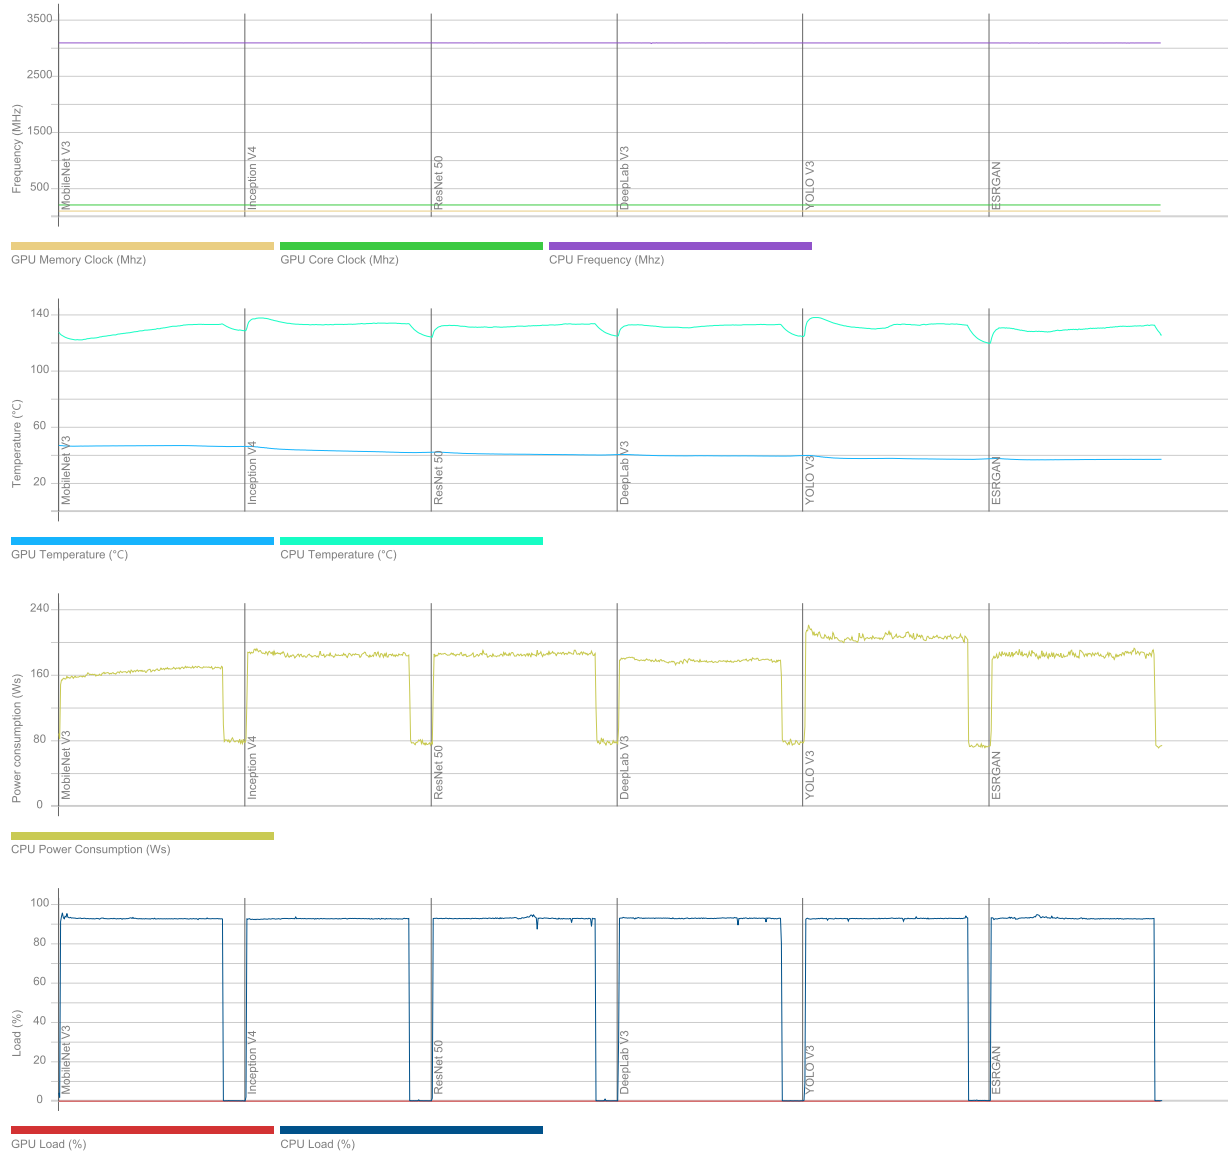 3500
2500
1500
500
Frequency (MHz)
MobileNet V3
Inception V4
ResNet 50
DeepLab V3
YOLO V3
ESRGAN
GPU Memory Clock (Mhz)
GPU Core Clock (Mhz)
CPU Frequency (Mhz)
140
100
60
20
Temperature (°C)
MobileNet V3
Inception V4
ResNet 50
DeepLab V3
YOLO V3
ESRGAN
GPU Temperature (°C)
CPU Temperature (°C)
240
160
80
0
Power consumption (Ws)
MobileNet V3
Inception V4
ResNet 50
DeepLab V3
YOLO V3
ESRGAN
CPU Power Consumption (Ws)
100
80
60
40
20
0
Load (%)
MobileNet V3
Inception V4
ResNet 50
DeepLab V3
YOLO V3
ESRGAN
GPU Load (%)
CPU Load (%)